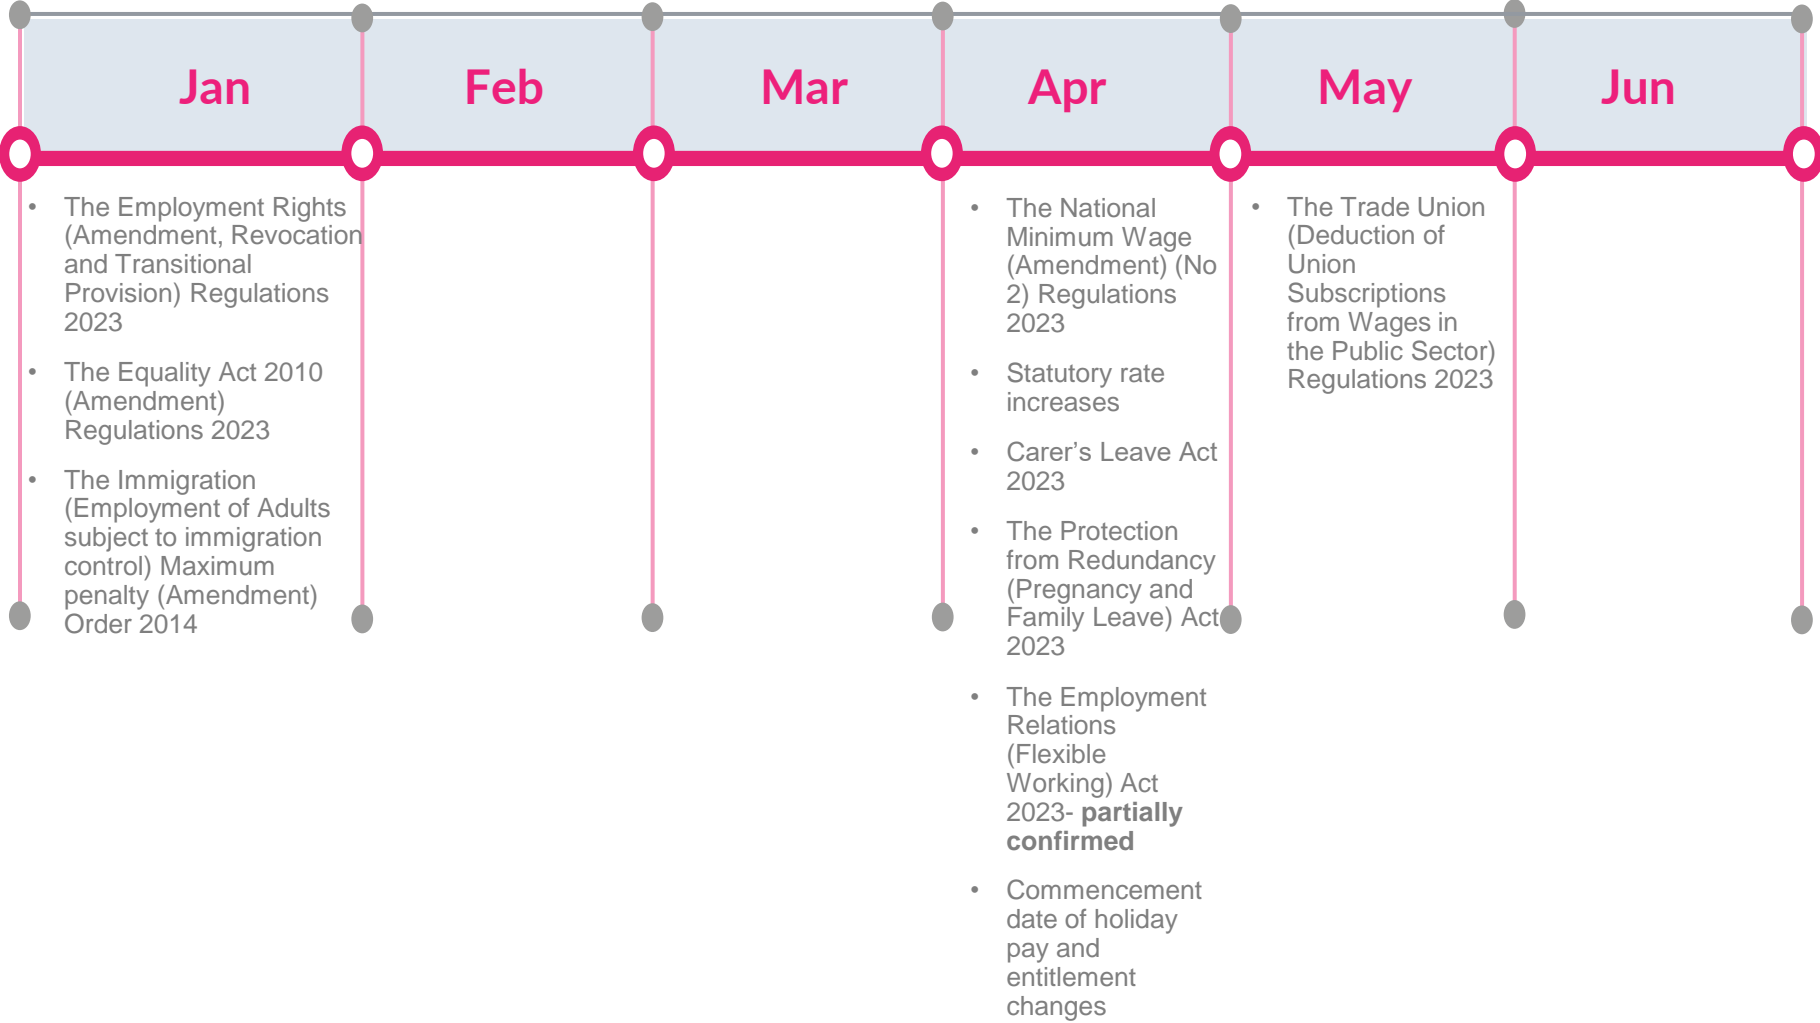 Jan
Feb
Mar
Apr
May
Jun
• The Employment Rights
(Amendment, Revocation
and Transitional
Provision) Regulations
2023
• The Equality Act 2010
(Amendment)
Regulations 2023
• The Immigration
(Employment of Adults
subject to immigration
control) Maximum
penalty (Amendment)
Order 2014
• The National
Minimum Wage
(Amendment) (No
2) Regulations
2023
• Statutory rate
increases
• Carer’s Leave Act
2023
• The Protection
from Redundancy
(Pregnancy and
Family Leave) Act
2023
• The Employment
Relations
(Flexible
Working) Act
2023- partially
confirmed
• Commencement
date of holiday
pay and
entitlement
changes
• The Trade Union
(Deduction of
Union
Subscriptions
from Wages in
the Public Sector)
Regulations 2023